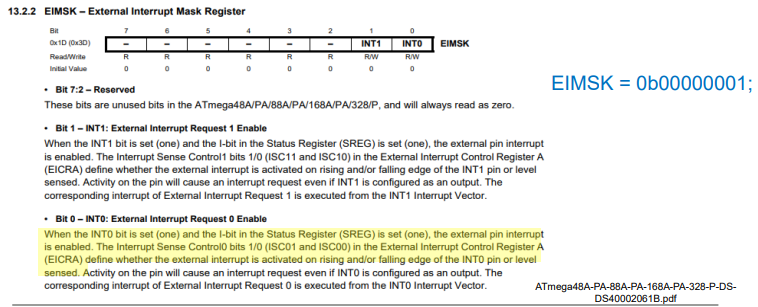 13.2.2 EIMSK – External Interrupt Mask Register
Bit 7 6 5 4 3 2 1 0
0x1D (0x3D) – – – – – – INT1 INT0 EIMSK
Read/Write R R R R R R R/W R/W
Initial Value 0 0 0 0 0 0 0 0
• Bit 7:2 – Reserved
These bits are unused bits in the ATmega48A/PA/88A/PA/168A/PA/328/P, and will always read as zero.
EIMSK = 0b00000001;
• Bit 1 – INT1: External Interrupt Request 1 Enable
When the INT1 bit is set (one) and the I-bit in the Status Register (SREG) is set (one), the external pin interrupt
is enabled. The Interrupt Sense Control1 bits 1/0 (ISC11 and ISC10) in the External Interrupt Control Register A
(EICRA) define whether the external interrupt is activated on rising and/or falling edge of the INT1 pin or level
sensed. Activity on the pin will cause an interrupt request even if INT1 is configured as an output. The
corresponding interrupt of External Interrupt Request 1 is executed from the INT1 Interrupt Vector.
• Bit 0 – INT0: External Interrupt Request 0 Enable
When the INT0 bit is set (one) and the I-bit in the Status Register (SREG) is set (one), the external pin interrupt
is enabled. The Interrupt Sense Control0 bits 1/0 (ISC01 and ISC00) in the External Interrupt Control Register A
(EICRA) define whether the external interrupt is activated on rising and/or falling edge of the INT0 pin or level
sensed. Activity on the pin will cause an interrupt request even if INT0 is configured as an output. The
corresponding interrupt of External Interrupt Request 0 is executed from the INT0 Interrupt Vector.
ATmega48A-PA-88A-PA-168A-PA-328-P-DS-
DS40002061B.pdf